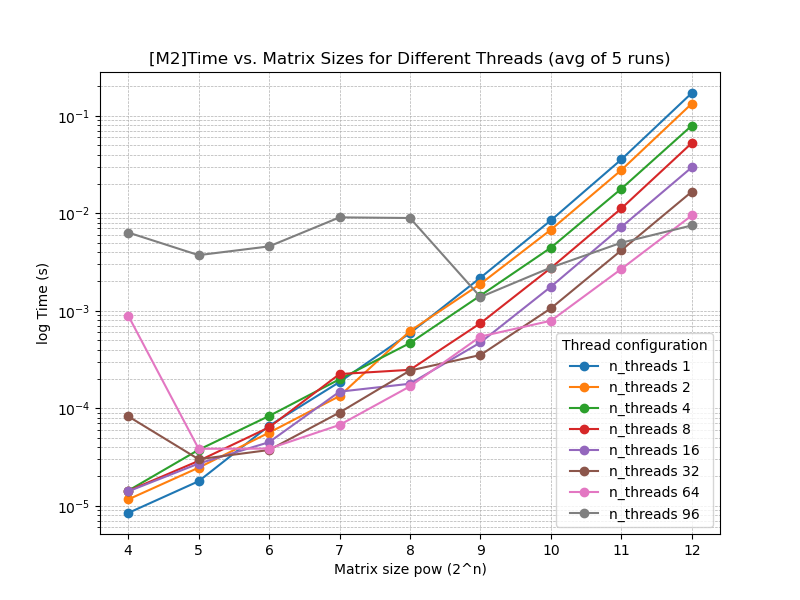 [M2]Time vs. Matrix Sizes for Different Threads (avg of 5 runs)
log Time (s)
10⁻¹
10⁻²
10⁻³
10⁻⁴
10⁻⁵
Thread configuration
n_threads 1
n_threads 2
n_threads 4
n_threads 8
n_threads 16
n_threads 32
n_threads 64
n_threads 96
4 5 6 7 8 9 10 11 12
Matrix size pow (2^n)